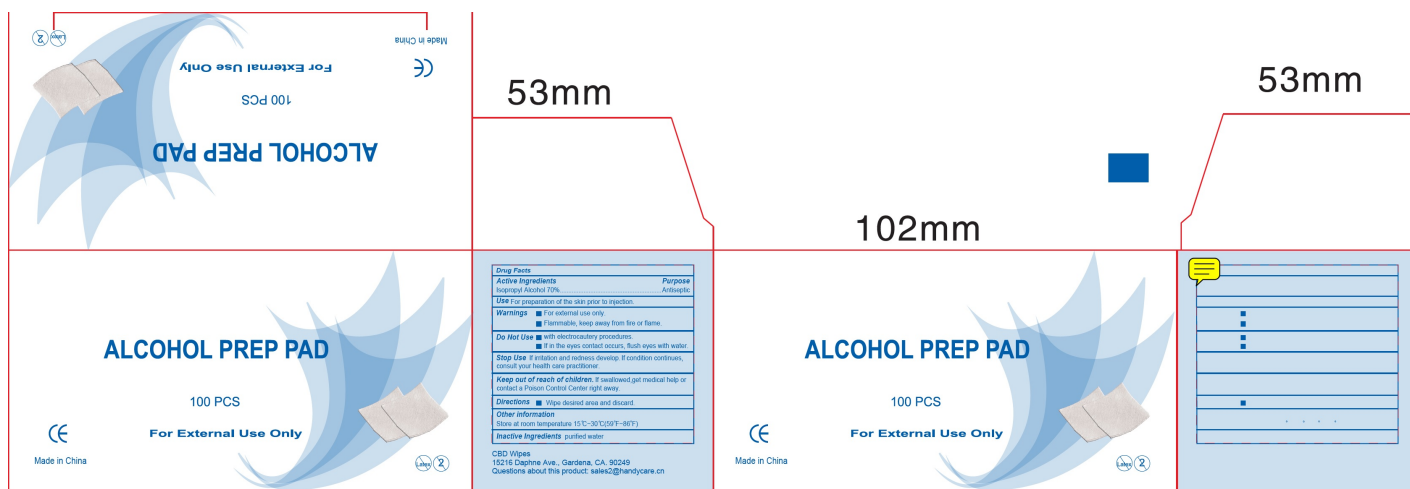 Made in China
Latex
2
For External Use Only
100 PCS
ALCOHOL PREP PAD
53mm
53mm
102mm
ALCOHOL PREP PAD
100 PCS
For External Use Only
CE
Made in China
Latex
2
Drug Facts
Active Ingredients Purpose
Isopropyl Alcohol 70%.......................................Antiseptic
Use For preparation of the skin prior to injection.
Warnings ■ For external use only.
■ Flammable, keep away from fire or flame.
Do Not Use ■ with electrocautery procedures.
■ If in the eyes contact occurs, flush eyes with water.
Stop Use If irritation and redness develop. If condition continues,
consult your health care practitioner.
Keep out of reach of children. If swallowed,get medical help or
contact a Poison Control Center right away.
Directions ■ Wipe desired area and discard.
Other information
Store at room temperature 15℃-30℃(59℉-86℉)
Inactive Ingredients purified water
CBD Wipes
15216 Daphne Ave., Gardena, CA. 90249
Questions about this product: sales2@handycare.cn
ALCOHOL PREP PAD
100 PCS
For External Use Only
CE
Made in China
Latex
2